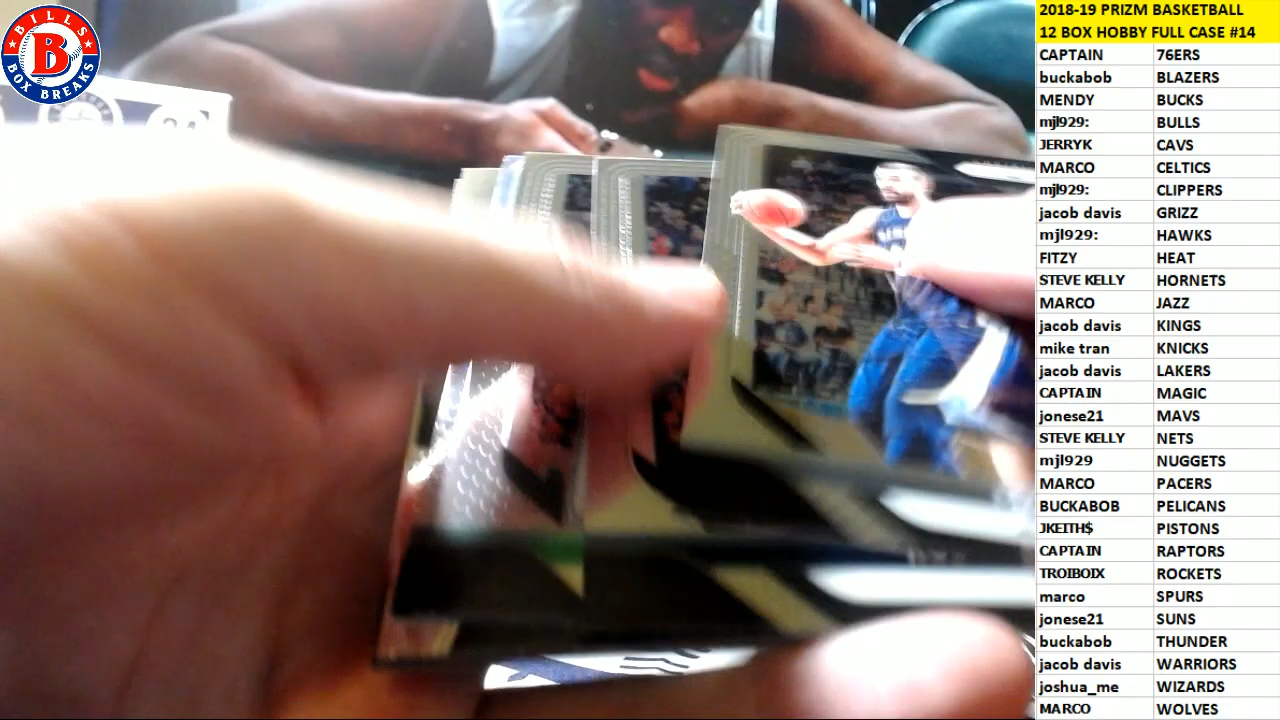 BILLS
B
BOX BREAKS
2018-19 PRIZM BASKETBALL
12 BOX HOBBY FULL CASE #14
CAPTAIN 76ERS
buckabob BLAZERS
MENDY BUCKS
mjl929: BULLS
JERRYK CAVS
MARCO CELTICS
mjl929: CLIPPERS
jacob davis GRIZZ
mjl929: HAWKS
FITZY HEAT
STEVE KELLY HORNETS
MARCO JAZZ
jacob davis KINGS
mike tran KNICKS
jacob davis LAKERS
CAPTAIN MAGIC
jonese21 MAVS
STEVE KELLY NETS
mjl929 NUGGETS
MARCO PACERS
BUCKABOB PELICANS
JKEITH$ PISTONS
CAPTAIN RAPTORS
TROIBOIX ROCKETS
marco SPURS
jonese21 SUNS
buckabob THUNDER
jacob davis WARRIORS
joshua_me WIZARDS
MARCO WOLVES